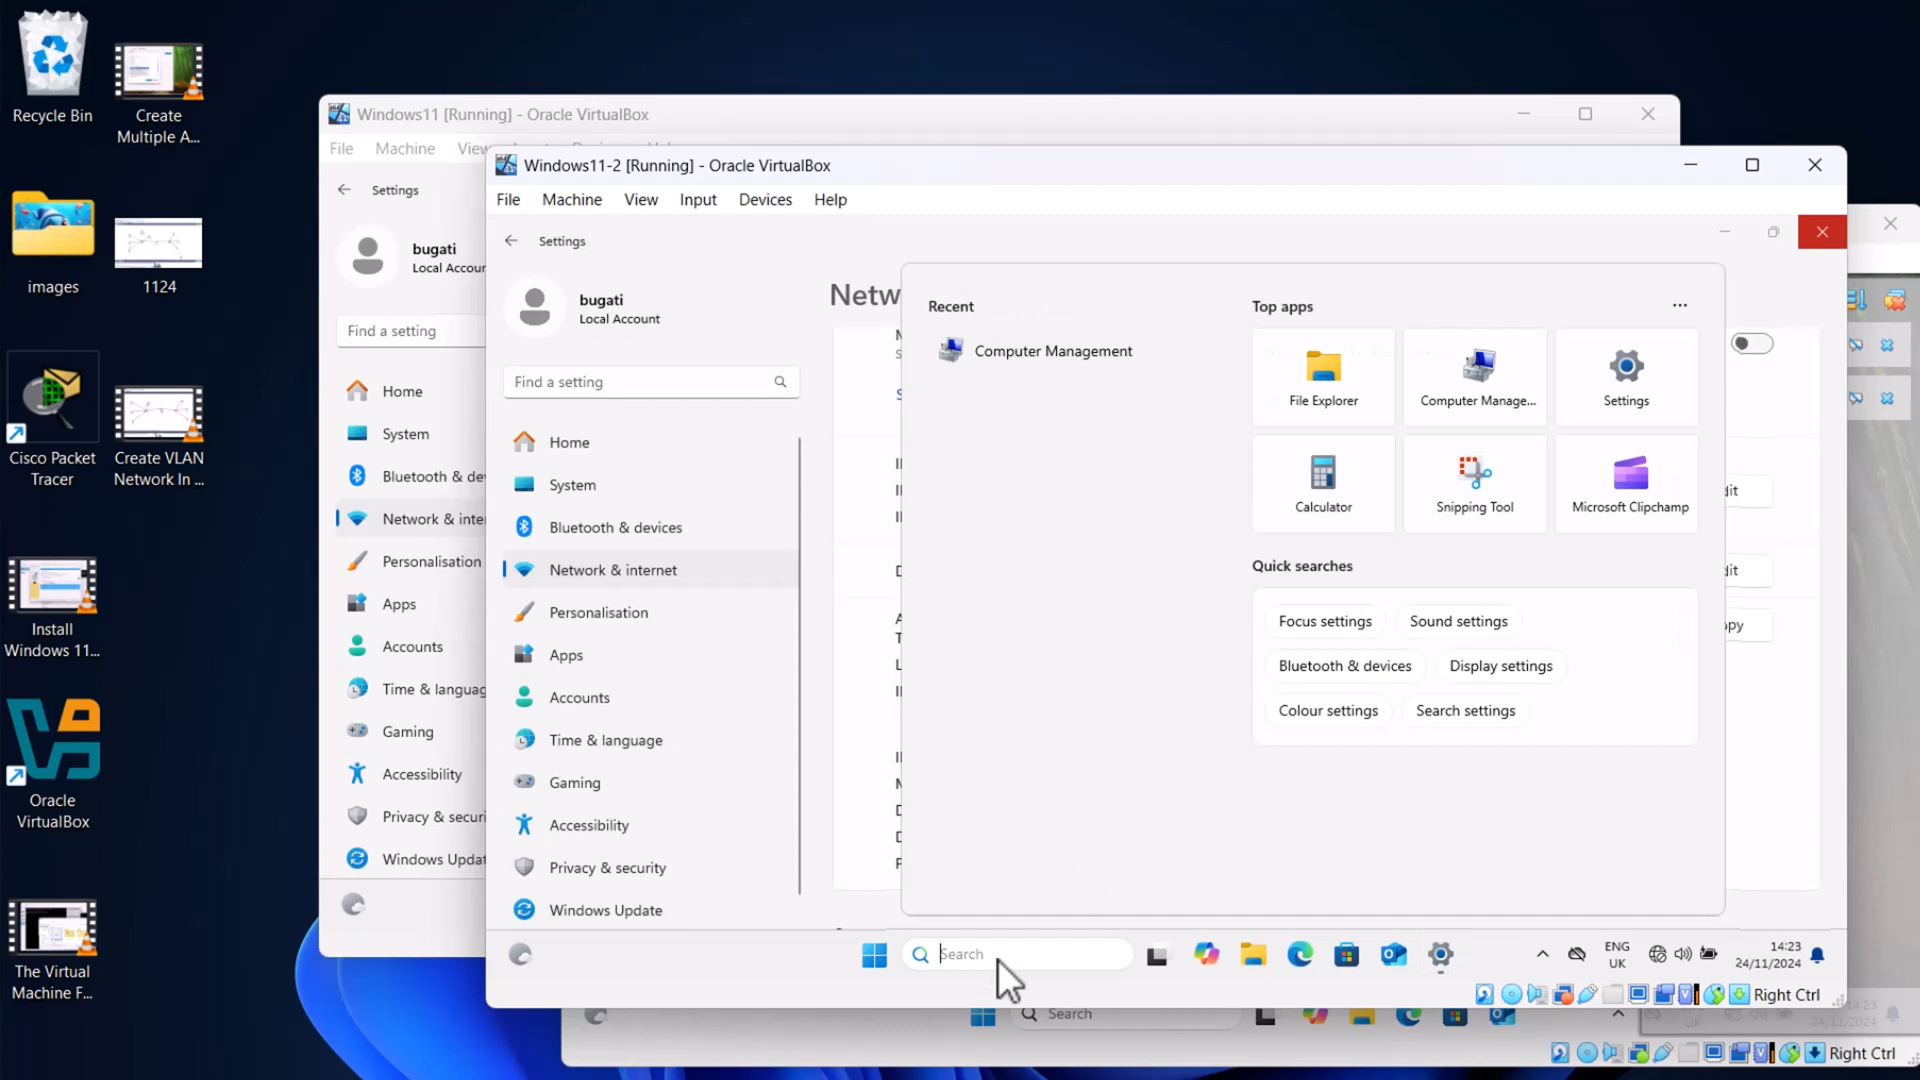 Recycle Bin
Create
Multiple A...
images
1124
Cisco Packet
Tracer
Create VLAN
Network In ...
Install
Windows 11...
Oracle
VirtualBox
The Virtual
Machine F...
Windows11 [Running] - Oracle VirtualBox
File
Machine
View
Settings
bugati
Local Accou
Find a setting
Home
System
Bluetooth & de
Network & inte
Personalisation
Apps
Accounts
Time & languag
Gaming
Accessibility
Privacy & securi
Windows Updat
Windows11-2 [Running] - Oracle VirtualBox
File
Machine
View
Input
Devices
Help
Settings
bugati
Local Account
Find a setting
Home
System
Bluetooth & devices
Network & internet
Personalisation
Apps
Accounts
Time & language
Gaming
Accessibility
Privacy & security
Windows Update
Netw
Recent
Computer Management
Top apps
File Explorer
Computer Manage...
Settings
Calculator
Snipping Tool
Microsoft Clipchamp
Quick searches
Focus settings
Sound settings
Bluetooth & devices
Display settings
Colour settings
Search settings
Search
ENG
UK
14:23
24/11/2024
Right Ctrl
Search
14:23
24/11/2024
Right Ctrl